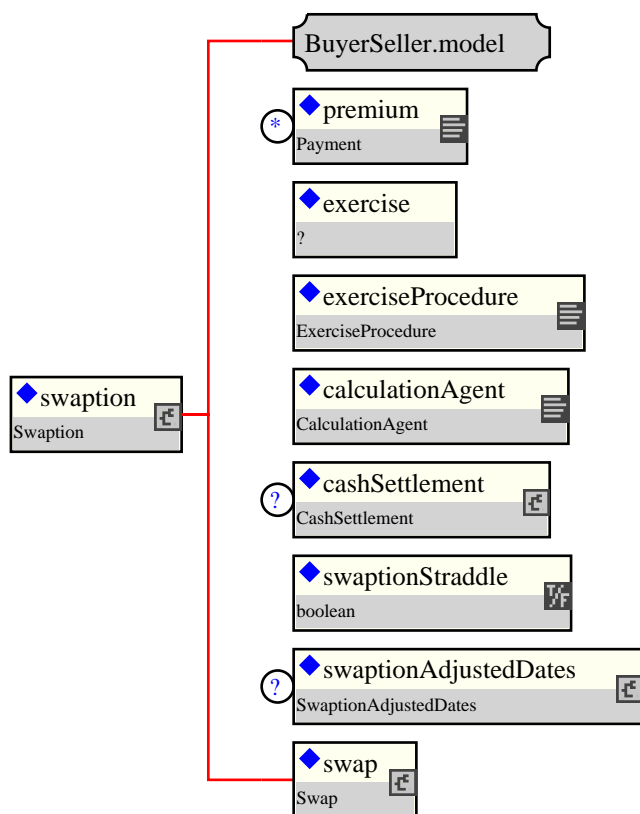 BuyerSeller.model
*
premium
Payment
exercise
?
exerciseProcedure
ExerciseProcedure
swaption
Swaption
calculationAgent
CalculationAgent
?
cashSettlement
CashSettlement
swaptionStraddle
T/F
boolean
?
swaptionAdjustedDates
SwaptionAdjustedDates
swap
Swap